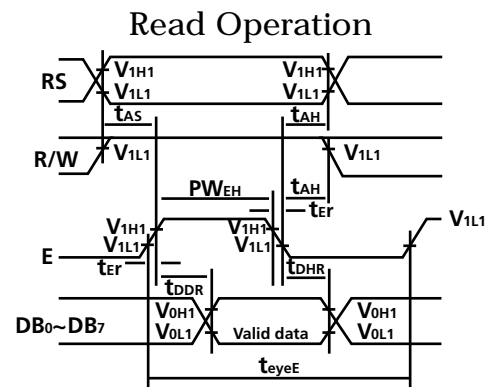 Read Operation
RS
V1H1 V1H1
V1L1 V1L1
tAS tAH
R/W V1L1 V1L1
PWEH tAH
tEr
V1H1 V1H1 V1L1
V1L1 V1L1
E
tEr tDHR
tDDR
V0H1 V0H1
DB0~DB7
V0L1 Valid data V0L1
teyeE